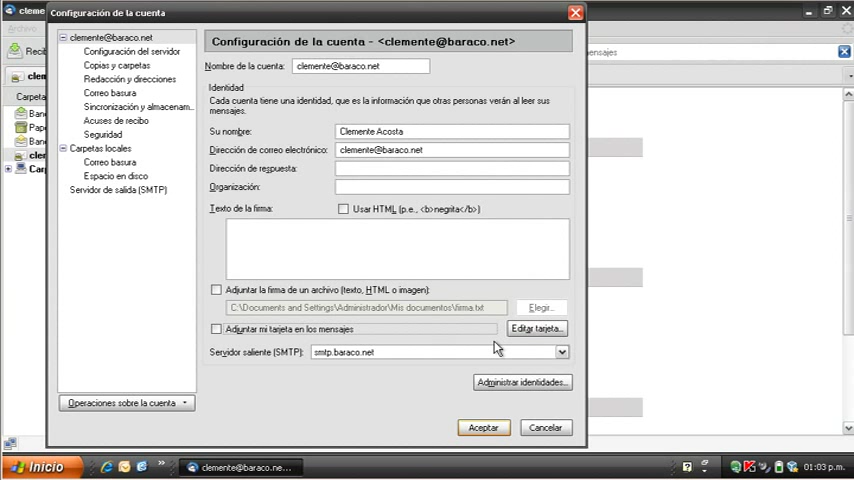 cleme
Configuración de la cuenta
clemente@baraco.net
Configuración del servidor
Copias y carpetas
Redacción y direcciones
Correo basura
Sincronización y almacenam...
Acuses de recibo
Seguridad
Carpetas locales
Correo basura
Espacio en disco
Servidor de salida (SMTP)
Operaciones sobre la cuenta
Configuración de la cuenta - <clemente@baraco.net>
Nombre de la cuenta: clemente@baraco.net
Identidad
Cada cuenta tiene una identidad, que es la información que otras personas verán al leer sus
mensajes.
Su nombre: Clemente Acosta
Dirección de correo electrónico: clemente@baraco.net
Dirección de respuesta:
Organización:
Texto de la firma: Usar HTML (p.e., <b>negrita</b>)
Adjuntar la firma de un archivo (texto, HTML o imagen):
C:\Documents and Settings\Administrador\Mis documentos\firma.txt Elegir...
Adjuntar mi tarjeta en los mensajes Editar tarjeta...
Servidor saliente (SMTP): smtp.baraco.net
Administrar identidades...
Aceptar Cancelar
Archivo
Recib
clem
Carpeta
Ban
Pape
Ban
clem
Carp
mensajes
Inicio
»
clemente@baraco.ne...
01:03 p.m.